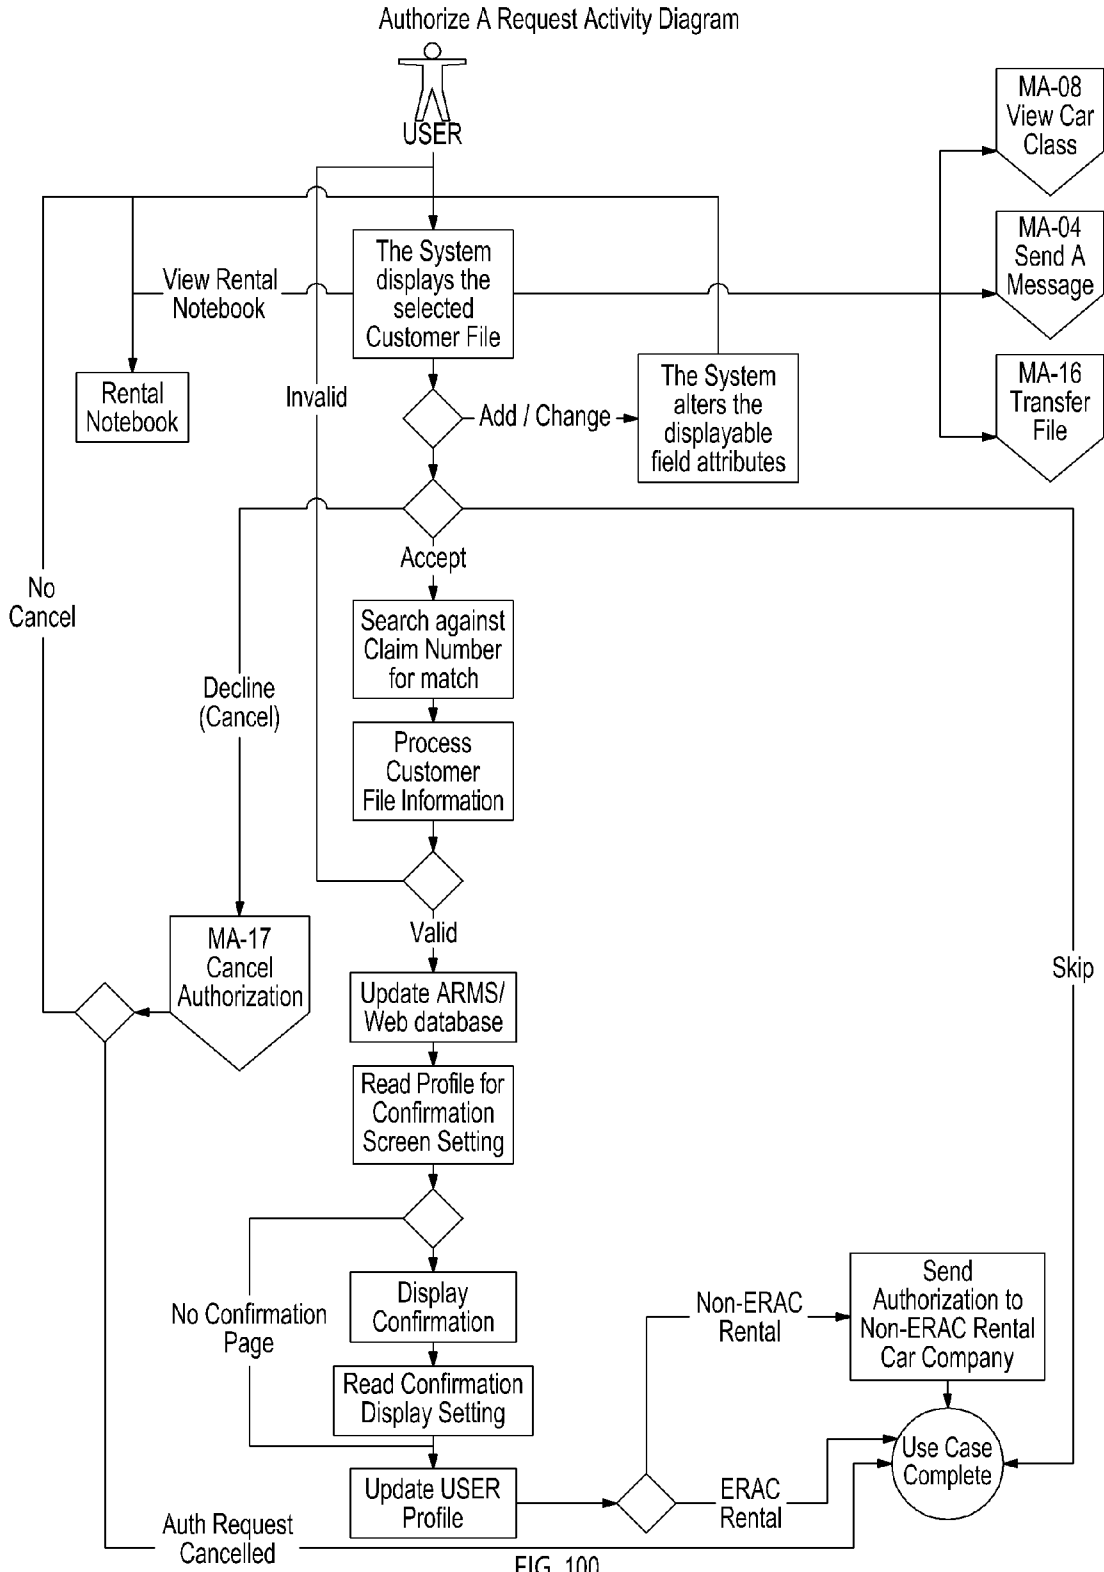 Authorize A Request Activity Diagram
USER
MA-08
View Car
Class
MA-04
Send A
Message
MA-16
Transfer
File
The System
displays the
selected
Customer File
View Rental
Notebook
Rental
Notebook
Invalid
Add / Change
The System
alters the
displayable
field attributes
Accept
No
Cancel
Search against
Claim Number
for match
Decline
(Cancel)
Process
Customer
File Information
Valid
MA-17
Cancel
Authorization
Skip
Update ARMS/
Web database
Read Profile for
Confirmation
Screen Setting
No Confirmation
Page
Display
Confirmation
Non-ERAC
Rental
Send
Authorization to
Non-ERAC Rental
Car Company
Read Confirmation
Display Setting
Use Case
Complete
Update USER
Profile
ERAC
Rental
Auth Request
Cancelled
FIG. 100